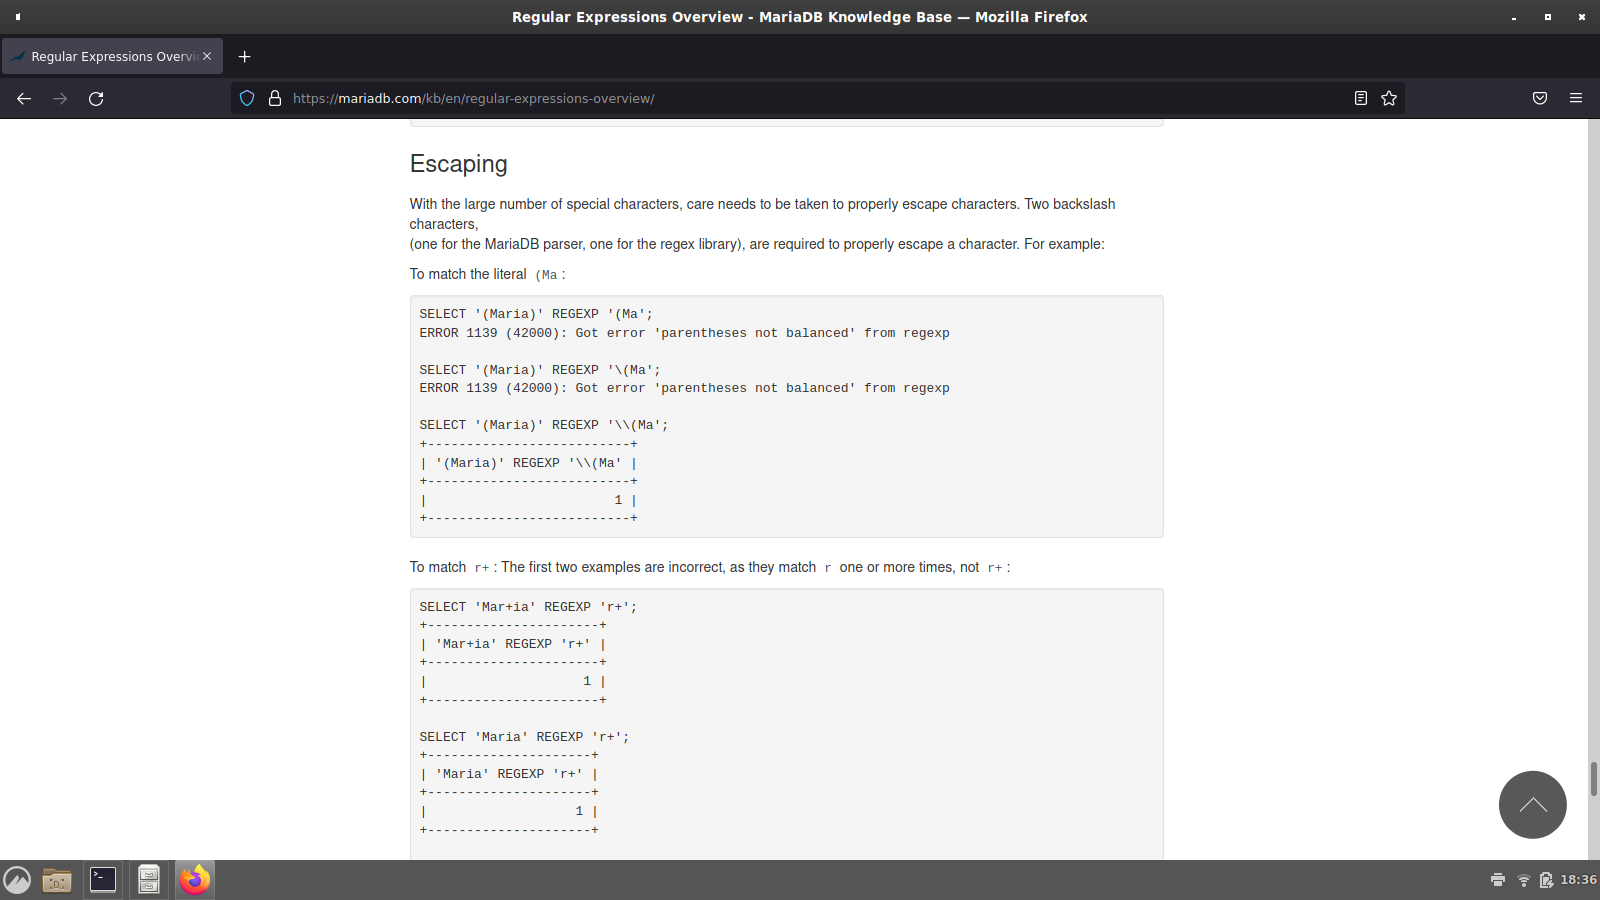 Regular Expressions Overview - MariaDB Knowledge Base — Mozilla Firefox
Regular Expressions Overvi
https://mariadb.com/kb/en/regular-expressions-overview/
Escaping
With the large number of special characters, care needs to be taken to properly escape characters. Two backslash
characters,
(one for the MariaDB parser, one for the regex library), are required to properly escape a character. For example:
To match the literal (Ma :
SELECT '(Maria)' REGEXP '(Ma';
ERROR 1139 (42000): Got error 'parentheses not balanced' from regexp
SELECT '(Maria)' REGEXP '\(Ma';
ERROR 1139 (42000): Got error 'parentheses not balanced' from regexp
SELECT '(Maria)' REGEXP '\\(Ma';
+--------------------------+
| '(Maria)' REGEXP '\\(Ma' |
+--------------------------+
|                        1 |
+--------------------------+
To match r+ : The first two examples are incorrect, as they match r one or more times, not r+ :
SELECT 'Mar+ia' REGEXP 'r+';
+----------------------+
| 'Mar+ia' REGEXP 'r+' |
+----------------------+
|                    1 |
+----------------------+
SELECT 'Maria' REGEXP 'r+';
+---------------------+
| 'Maria' REGEXP 'r+' |
+---------------------+
|                   1 |
+---------------------+
18:36